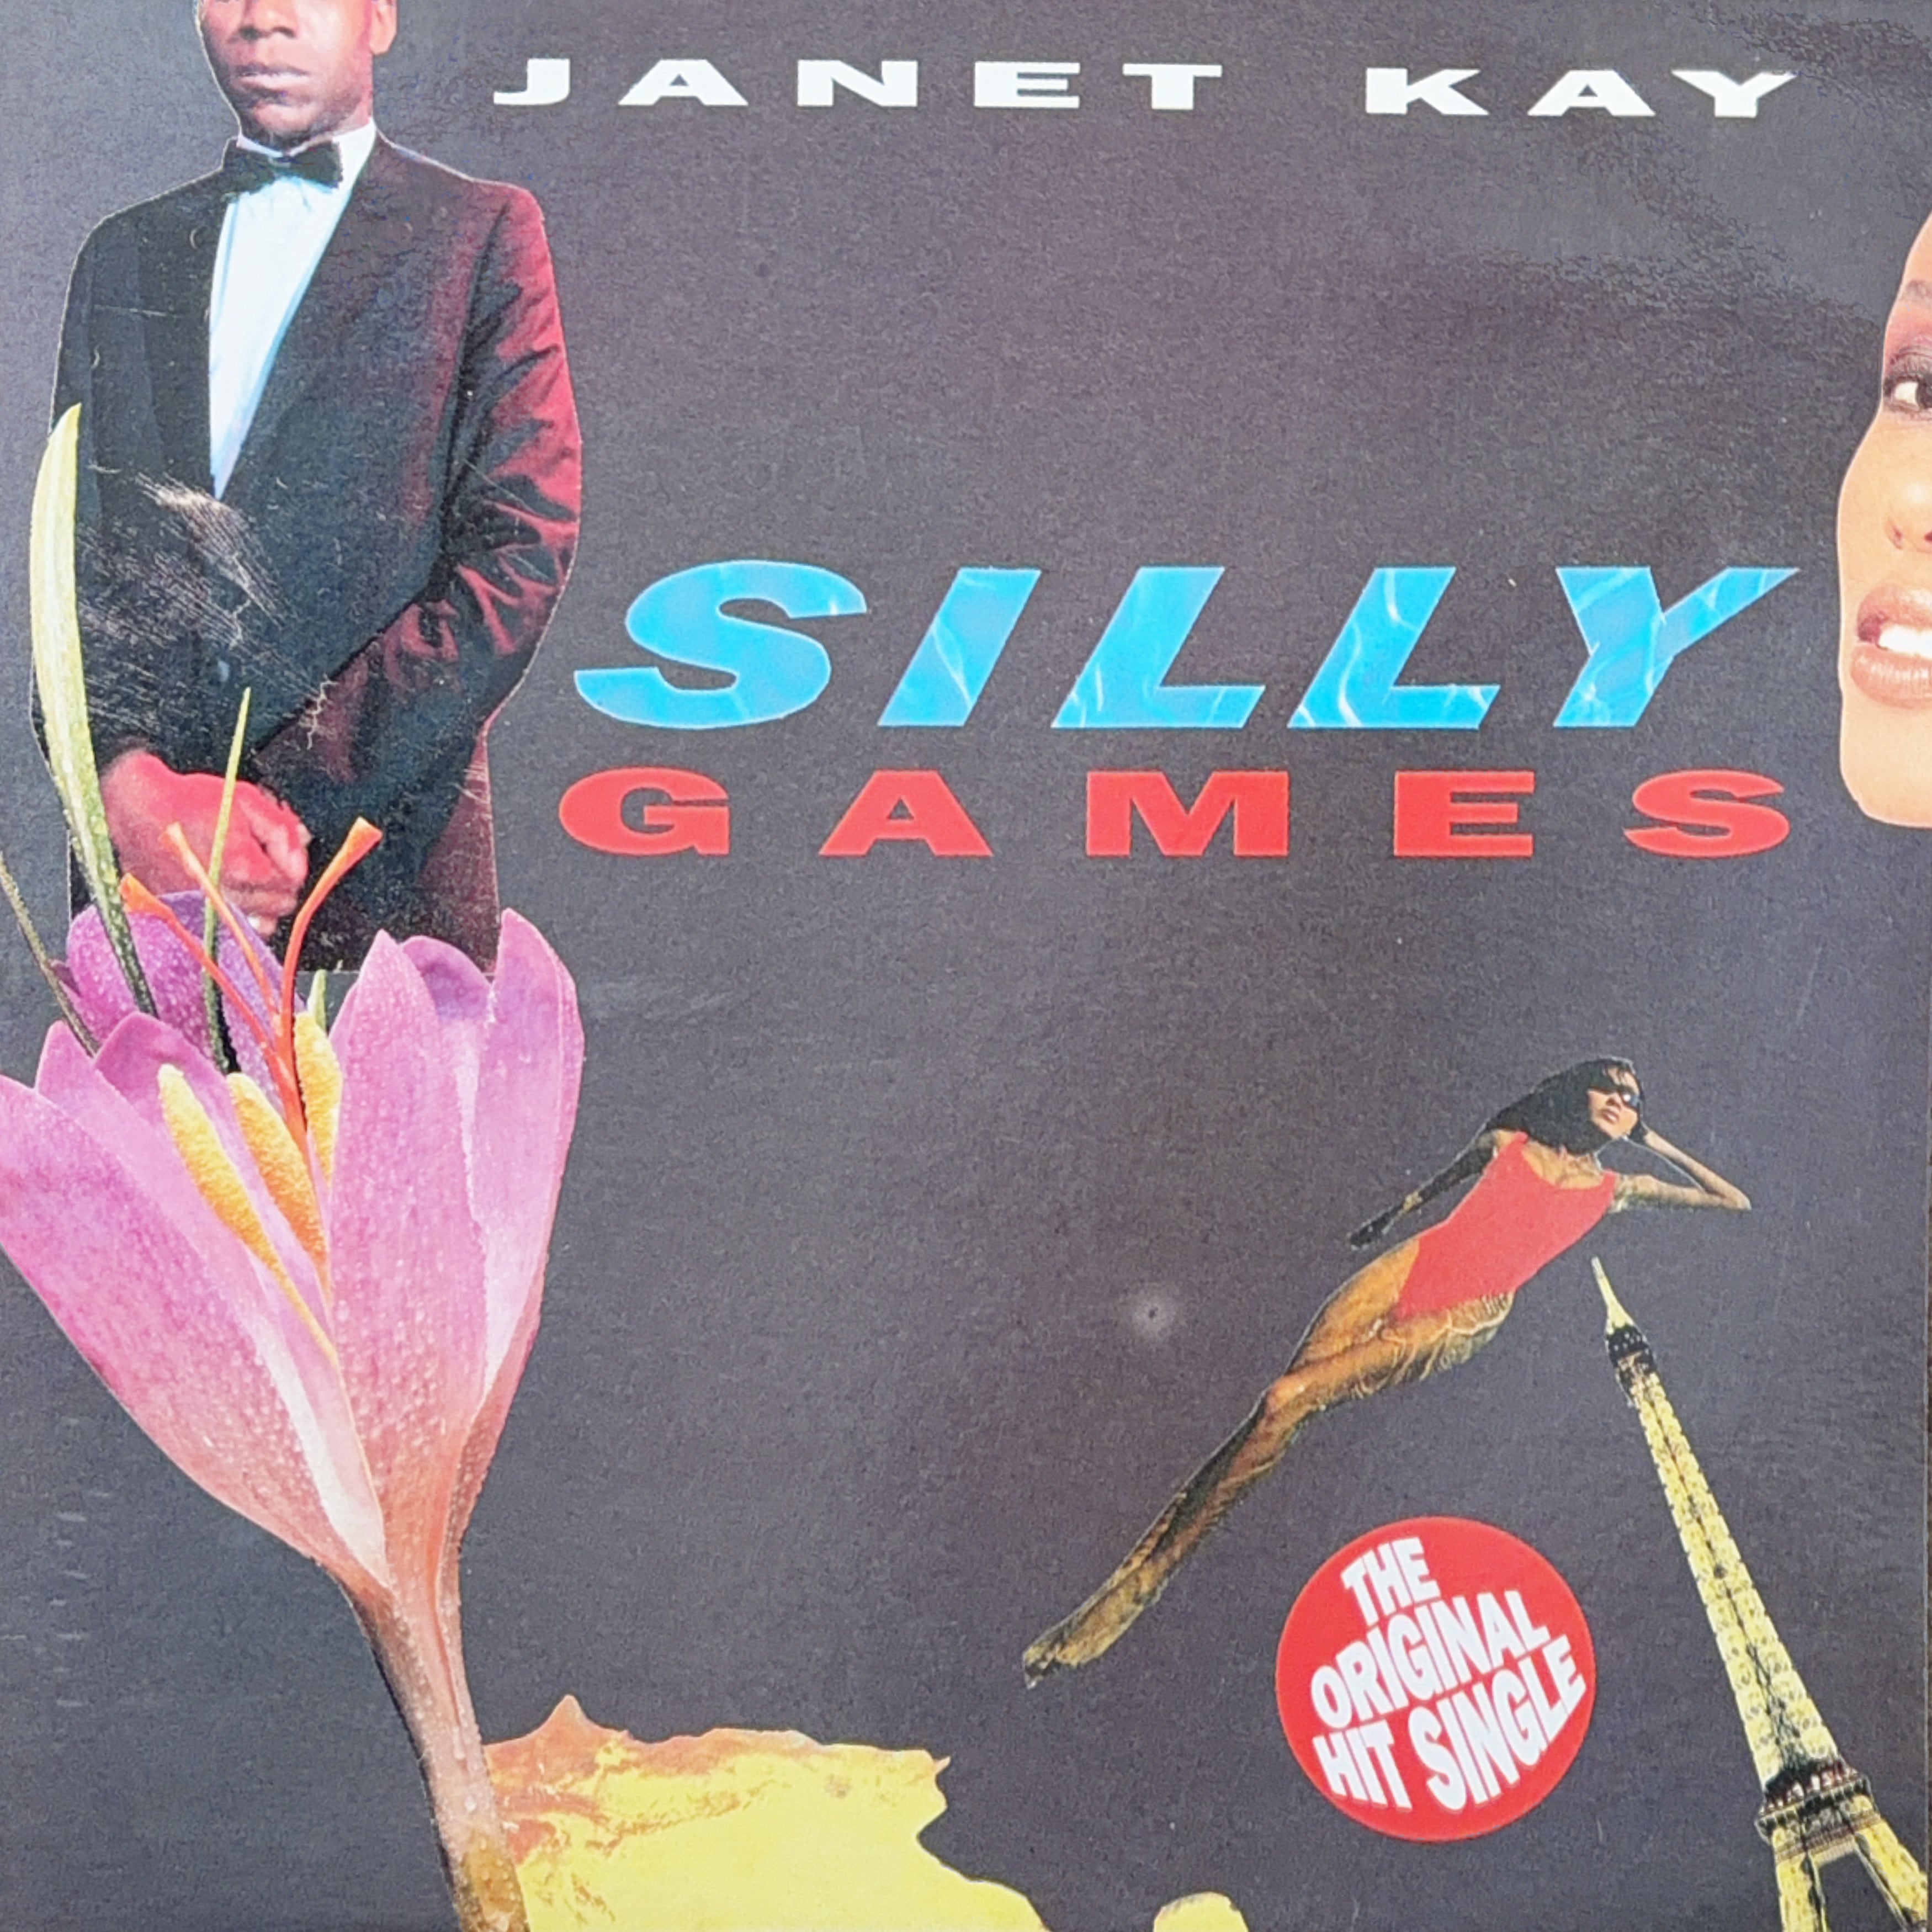 JANET KAY
SILLY
GAMES
THE
ORIGINAL
HIT SINGLE